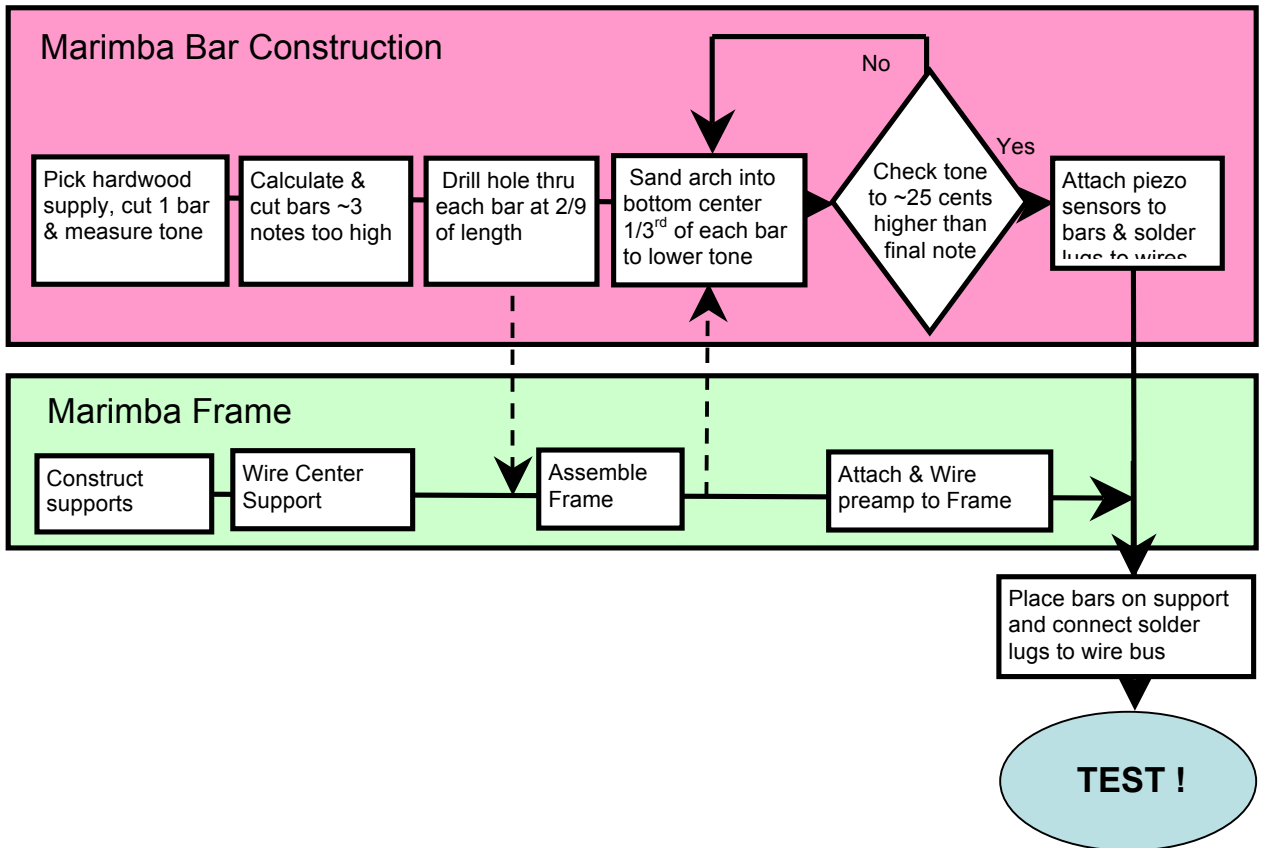 Marimba Bar Construction
No
Yes
Pick hardwood
supply, cut 1 bar
& measure tone
Calculate &
cut bars ~3
notes too high
Drill hole thru
each bar at 2/9
of length
Sand arch into
bottom center
1/3rd of each bar
to lower tone
Check tone
to ~25 cents
higher than
final note
Attach piezo
sensors to
bars & solder
lugs to wires
Marimba Frame
Construct
supports
Wire Center
Support
Assemble
Frame
Attach & Wire
preamp to Frame
Place bars on support
and connect solder
lugs to wire bus
TEST !